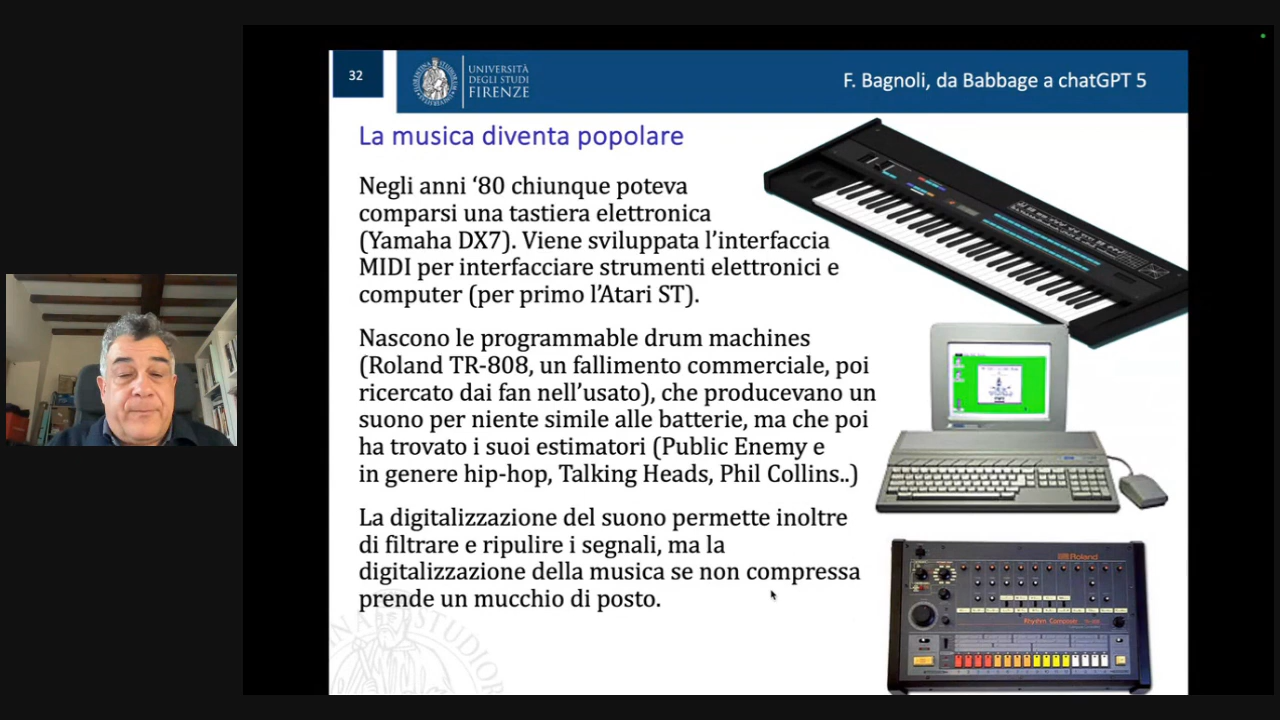 32
UNIVERSITÀ
DEGLI STUDI
FIRENZE
F. Bagnoli, da Babbage a chatGPT 5
La musica diventa popolare
Negli anni ‘80 chiunque poteva
comparsi una tastiera elettronica
(Yamaha DX7). Viene sviluppata l’interfaccia
MIDI per interfacciare strumenti elettronici e
computer (per primo l’Atari ST).
Nascono le programmable drum machines
(Roland TR-808, un fallimento commerciale, poi
ricercato dai fan nell’usato), che producevano un
suono per niente simile alle batterie, ma che poi
ha trovato i suoi estimatori (Public Enemy e
in genere hip-hop, Talking Heads, Phil Collins..)
La digitalizzazione del suono permette inoltre
di filtrare e ripulire i segnali, ma la
digitalizzazione della musica se non compressa
prende un mucchio di posto.
Roland
Rhythm Composer